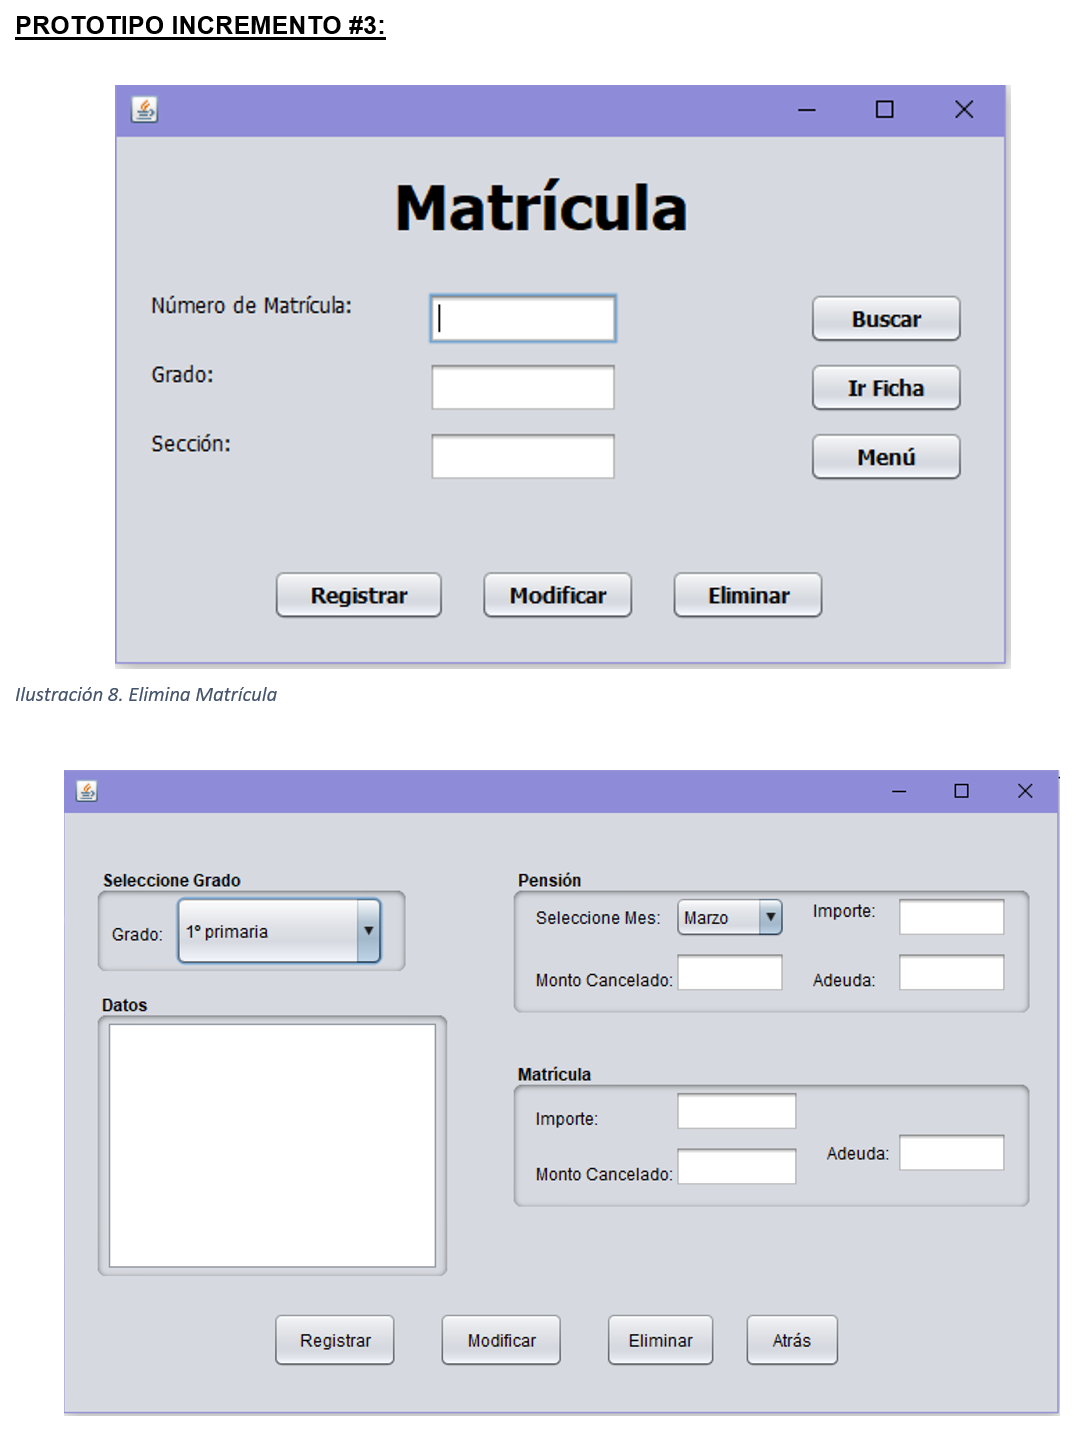 PROTOTIPO INCREMENTO #3:
Matrícula
Número de Matrícula:
Buscar
Grado:
Ir Ficha
Sección:
Menú
Registrar Modificar Eliminar
Ilustración 8. Elimina Matrícula
Seleccione Grado
Grado: 1º primaria
Datos
Pensión
Seleccione Mes: Marzo Importe:
Monto Cancelado: Adeuda:
Matrícula
Importe:
Adeuda:
Monto Cancelado:
Registrar Modificar Eliminar Atrás